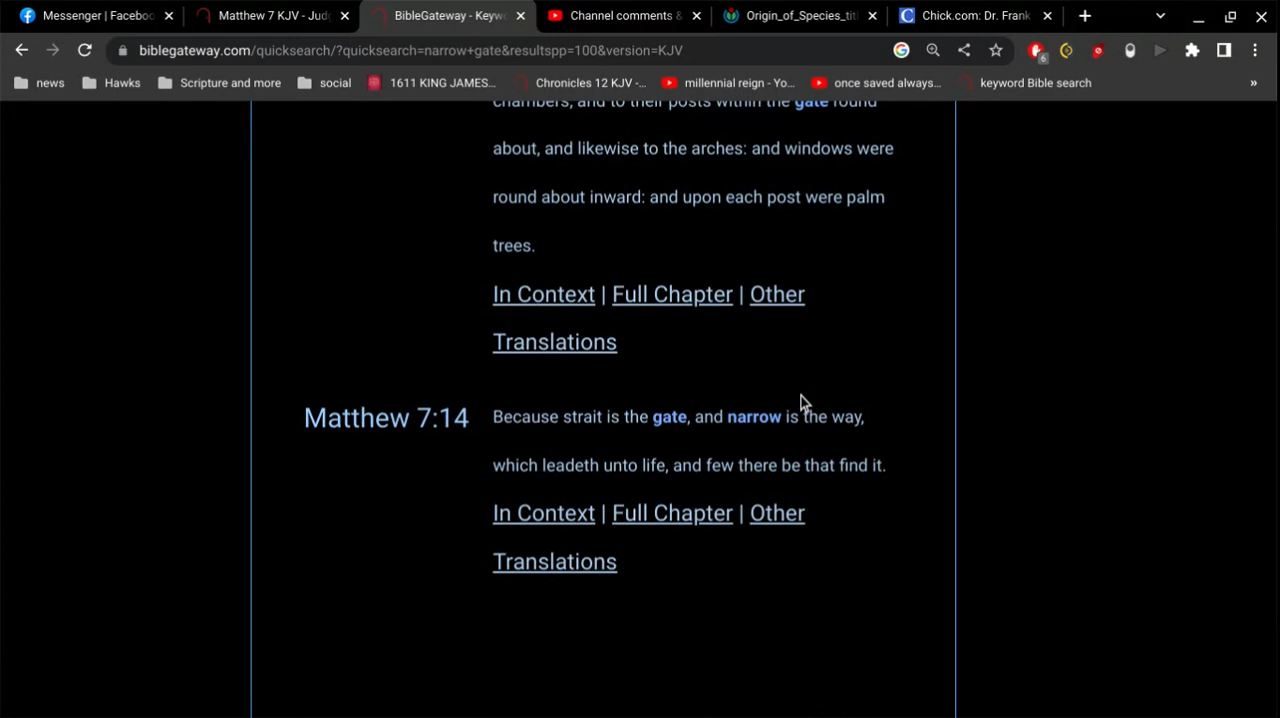 Messenger | Faceboo
Matthew 7 KJV - Jud
BibleGateway - Keyw
Channel comments &
Origin_of_Species_titl
Chick.com: Dr. Frank
biblegateway.com/quicksearch/?quicksearch=narrow+gate&resultspp=100&version=KJV
6
news
Hawks
Scripture and more
social
1611 KING JAMES...
Chronicles 12 KJV -...
millennial reign - Yo...
once saved always...
keyword Bible search
»
chambers, and to their posts within the gate round
about, and likewise to the arches: and windows were
round about inward: and upon each post were palm
trees.
In Context | Full Chapter | Other
Translations
Matthew 7:14
Because strait is the gate, and narrow is the way,
which leadeth unto life, and few there be that find it.
In Context | Full Chapter | Other
Translations